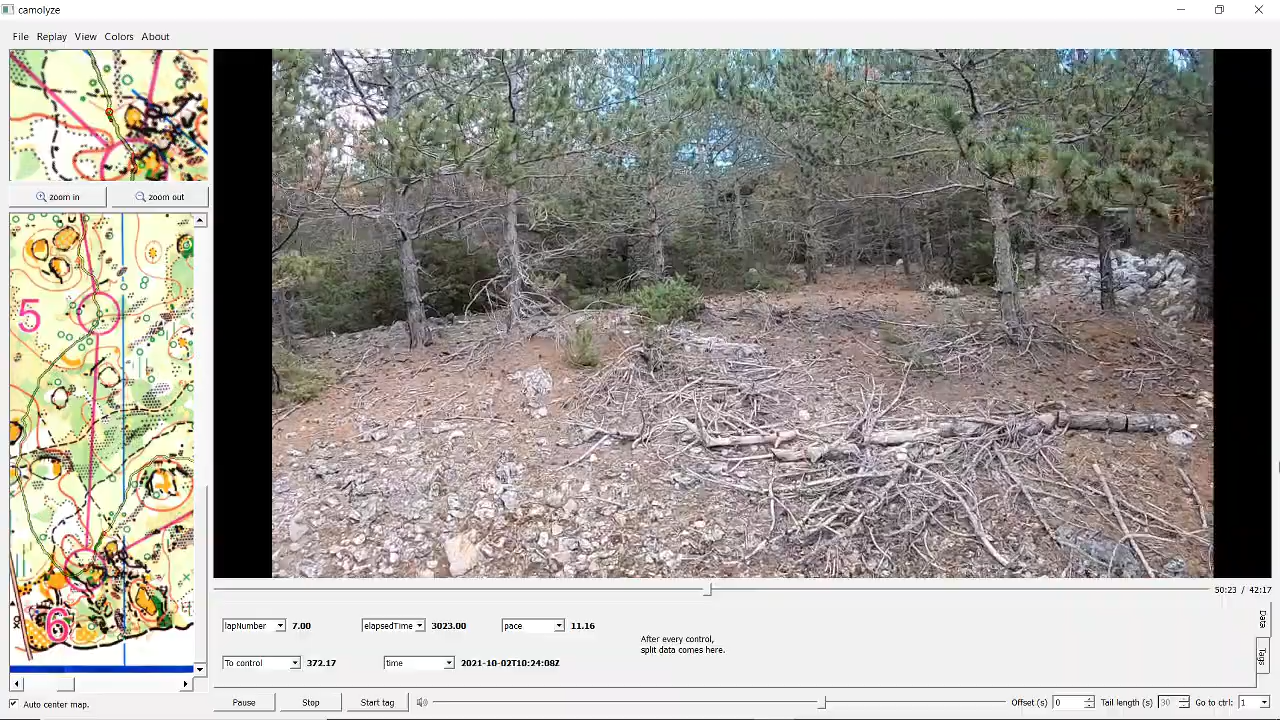 camolyze
File Replay View Colors About
zoom in zoom out
5
6
Auto center map.
50:23 / 42:17
lapNumber 7.00 elapsedTime 3023.00 pace 11.16
After every control,
split data comes here.
To control 372.17 time 2021-10-02T10:24:08Z
Data
Tags
Pause Stop Start tag Offset (s) 0 Tail length (s) 30 Go to ctrl: 1